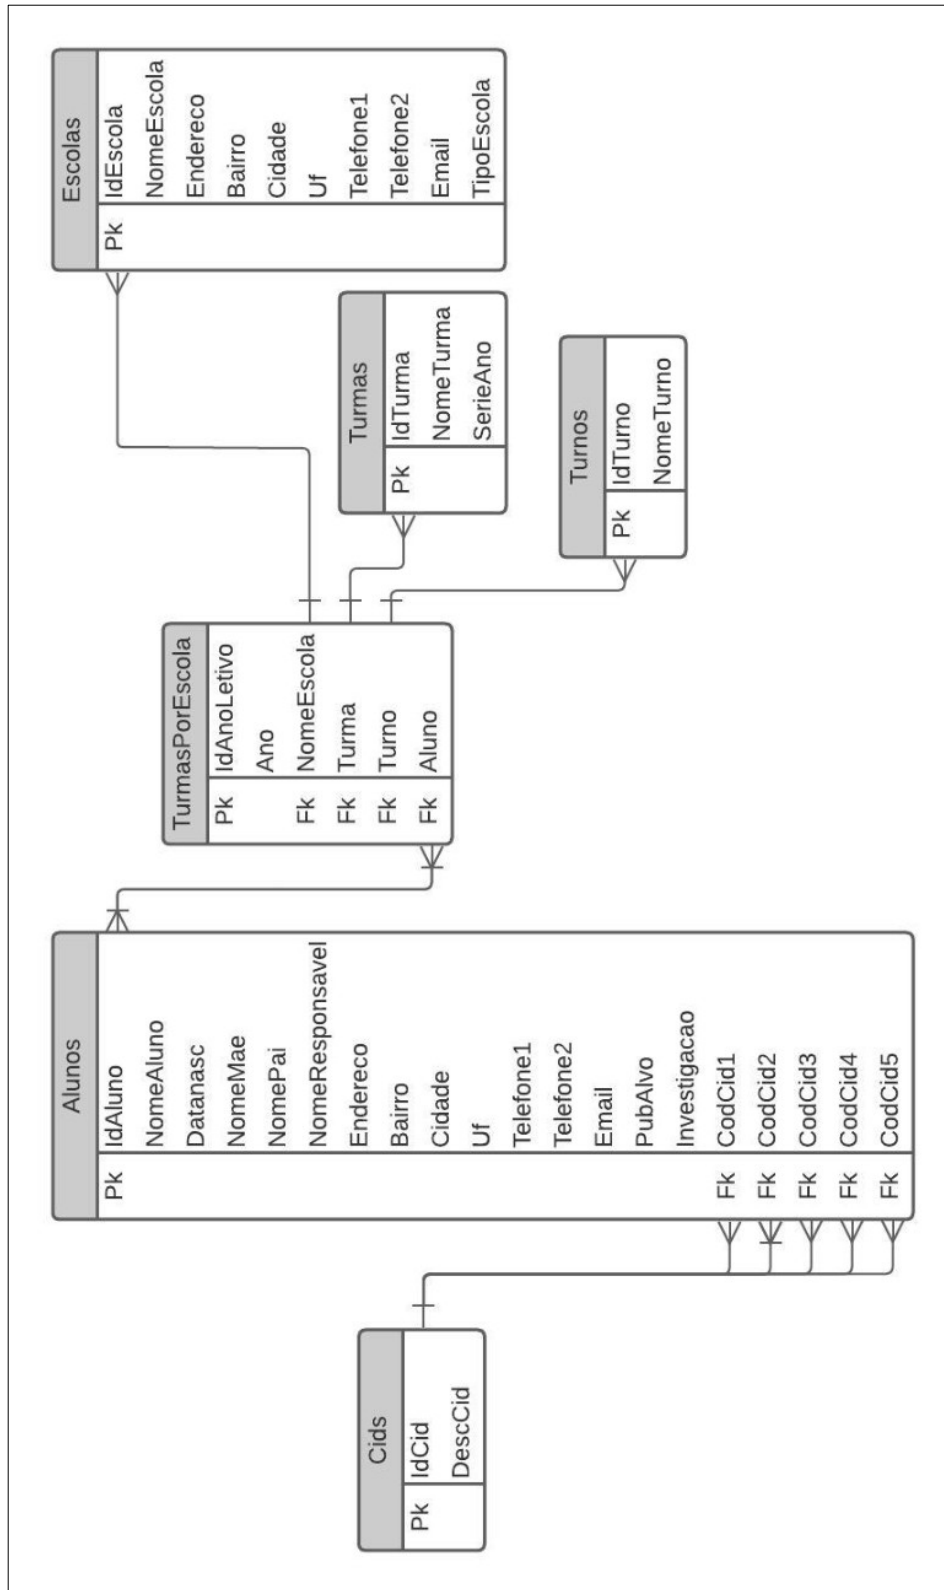 Cids
Pk IdCid
DescCid
Alunos
Pk IdAluno
NomeAluno
Datanasc
NomeMae
NomePai
NomeResponsavel
Endereco
Bairro
Cidade
Uf
Telefone1
Telefone2
Email
PubAlvo
Investigacao
Fk CodCid1
Fk CodCid2
Fk CodCid3
Fk CodCid4
Fk CodCid5
TurmasPorEscola
Pk IdAnoLetivo
Ano
Fk NomeEscola
Fk Turma
Fk Turno
Fk Aluno
Escolas
Pk IdEscola
NomeEscola
Endereco
Bairro
Cidade
Uf
Telefone1
Telefone2
Email
TipoEscola
Turmas
Pk IdTurma
NomeTurma
SerieAno
Turnos
Pk IdTurno
NomeTurno